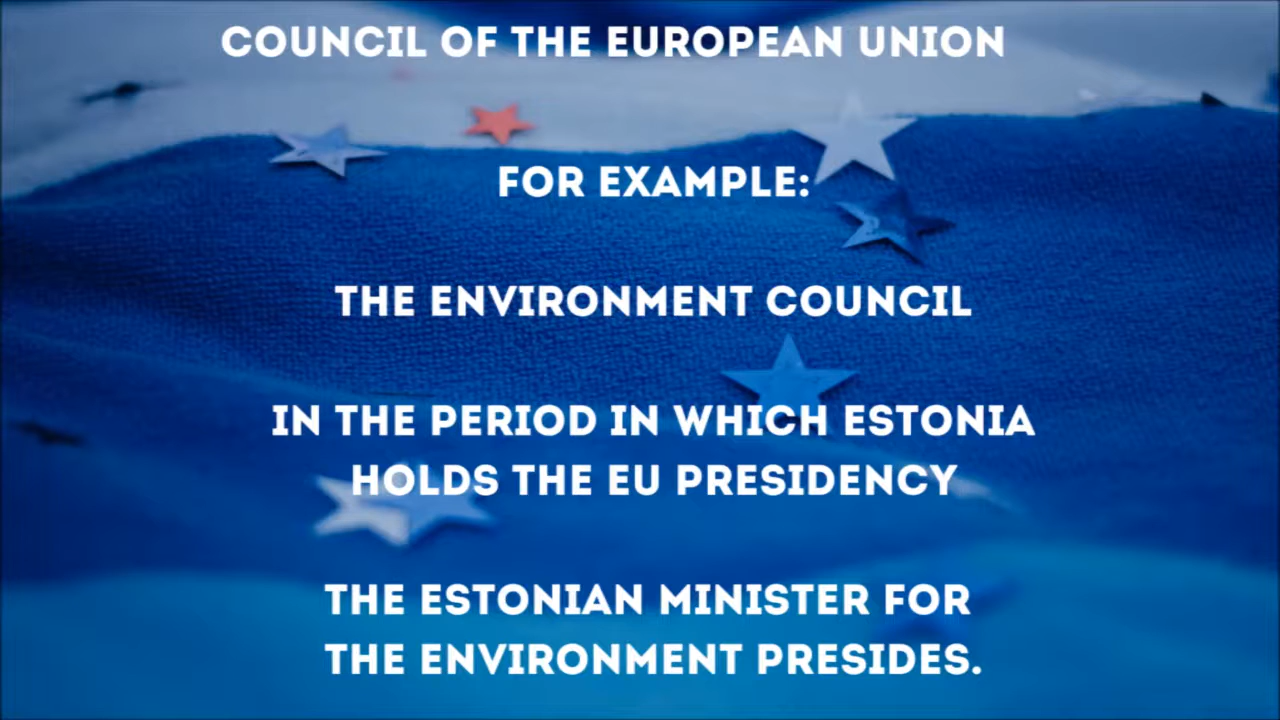 COUNCIL OF THE EUROPEAN UNION
FOR EXAMPLE:
THE ENVIRONMENT COUNCIL
IN THE PERIOD IN WHICH ESTONIA
HOLDS THE EU PRESIDENCY
THE ESTONIAN MINISTER FOR
THE ENVIRONMENT PRESIDES.